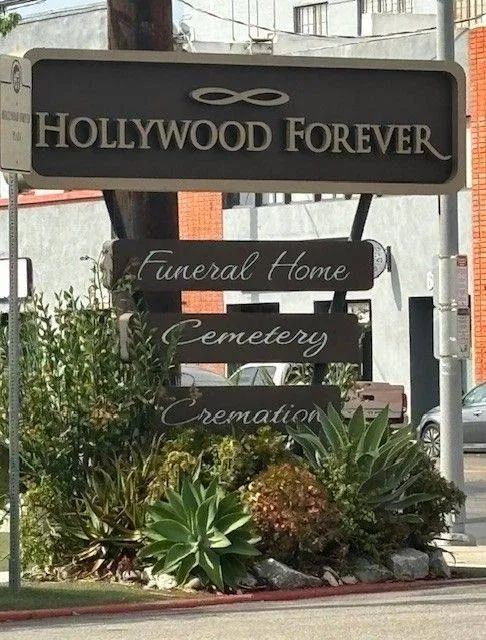 HOLLYWOOD FOREVER
Funeral Home
Cemetery
Cremation